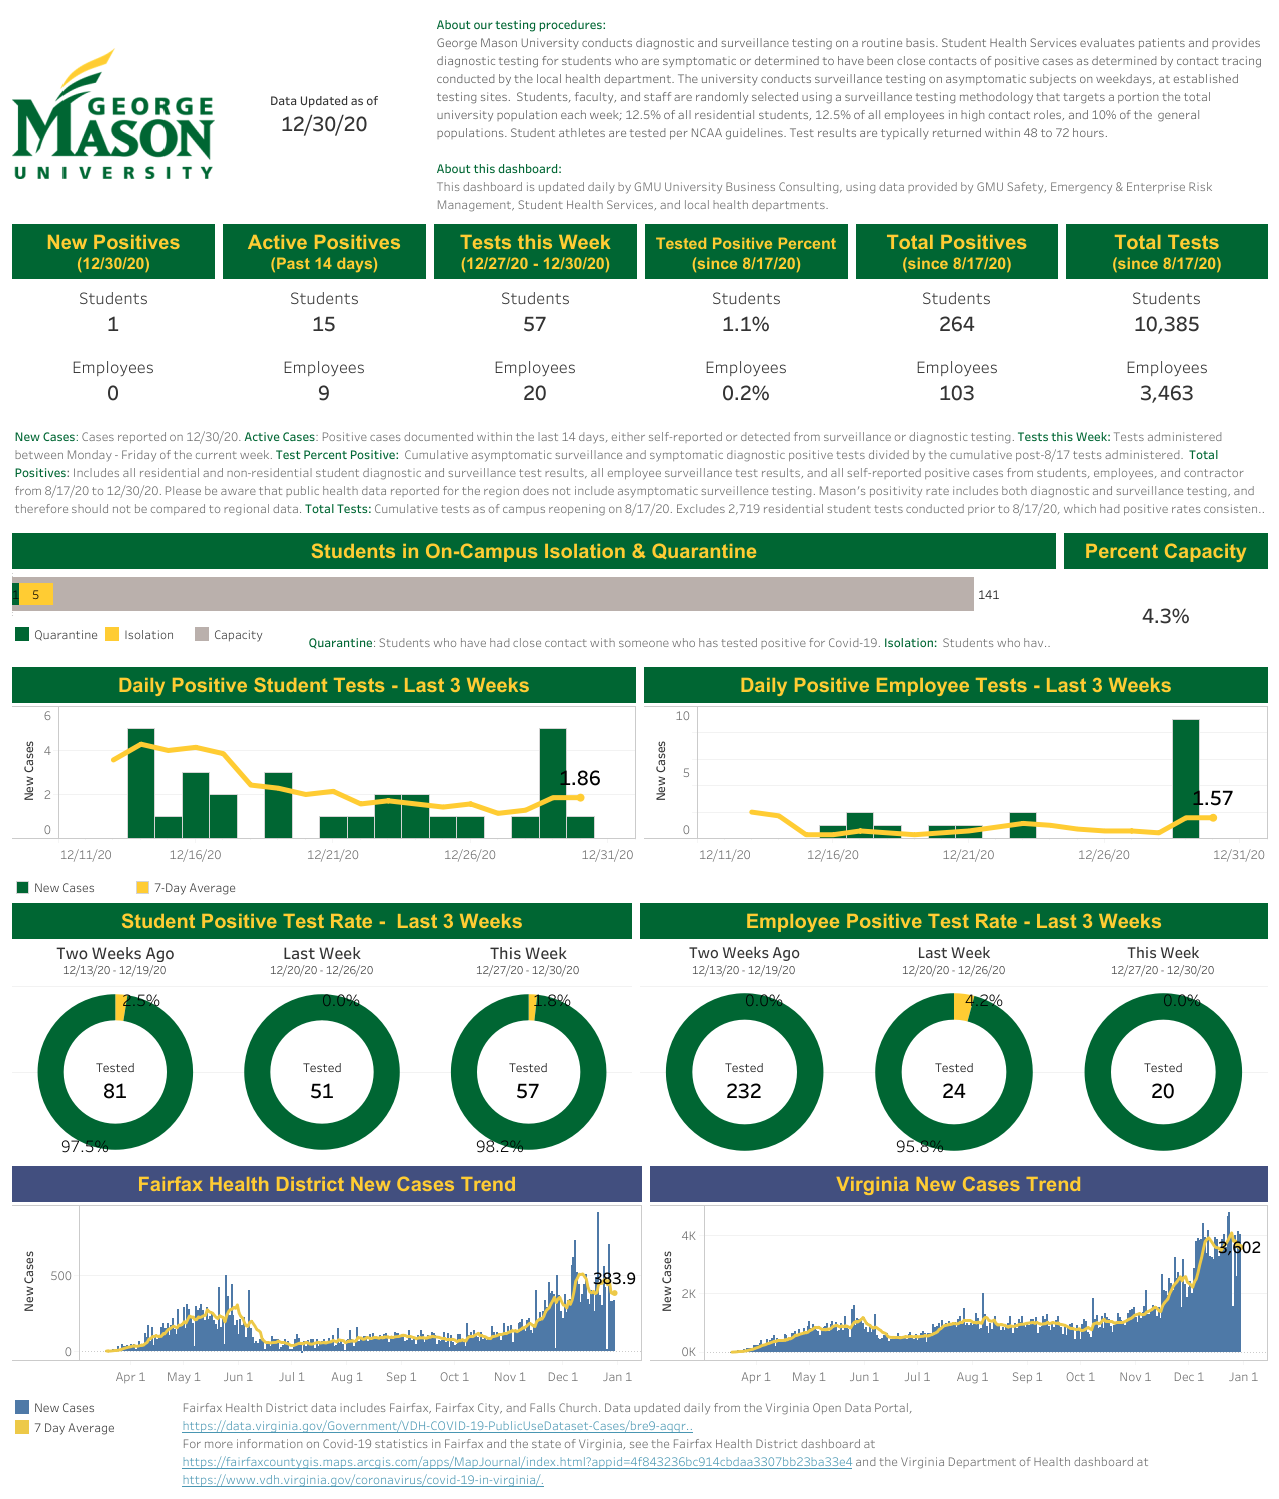 About our testing procedures:
George Mason University conducts diagnostic and surveillance testing on a routine basis. Student Health Services evaluates patients and provides
diagnostic testing for students who are symptomatic or determined to have been close contacts of positive cases as determined by contact tracing
conducted by the local health department. The university conducts surveillance testing on asymptomatic subjects on weekdays, at established
testing sites. Students, faculty, and staff are randomly selected using a surveillance testing methodology that targets a portion the total
university population each week; 12.5% of all residential students, 12.5% of all employees in high contact roles, and 10% of the general
populations. Student athletes are tested per NCAA guidelines. Test results are typically returned within 48 to 72 hours.
GEORGE
MASON
UNIVERSITY
Data Updated as of
12/30/20
About this dashboard:
This dashboard is updated daily by GMU University Business Consulting, using data provided by GMU Safety, Emergency & Enterprise Risk
Management, Student Health Services, and local health departments.
New Positives
(12/30/20)
Students
1
Employees
0
Active Positives
(Past 14 days)
Students
15
Employees
9
Tests this Week
(12/27/20 - 12/30/20)
Students
57
Employees
20
Tested Positive Percent
(since 8/17/20)
Students
1.1%
Employees
0.2%
Total Positives
(since 8/17/20)
Students
264
Employees
103
Total Tests
(since 8/17/20)
Students
10,385
Employees
3,463
New Cases: Cases reported on 12/30/20. Active Cases: Positive cases documented within the last 14 days, either self-reported or detected from surveillance or diagnostic testing. Tests this Week: Tests administered
between Monday - Friday of the current week. Test Percent Positive: Cumulative asymptomatic surveillance and symptomatic diagnostic positive tests divided by the cumulative post-8/17 tests administered. Total
Positives: Includes all residential and non-residential student diagnostic and surveillance test results, all employee surveillance test results, and all self-reported positive cases from students, employees, and contractor
from 8/17/20 to 12/30/20. Please be aware that public health data reported for the region does not include asymptomatic surveillence testing. Mason's positivity rate includes both diagnostic and surveillance testing, and
therefore should not be compared to regional data. Total Tests: Cumulative tests as of campus reopening on 8/17/20. Excludes 2,719 residential student tests conducted prior to 8/17/20, which had positive rates consisten..
Students in On-Campus Isolation & Quarantine
1
5
141
Quarantine
Isolation
Capacity
Quarantine: Students who have had close contact with someone who has tested positive for Covid-19. Isolation: Students who hav..
Percent Capacity
4.3%
Daily Positive Student Tests - Last 3 Weeks
New Cases
6
4
2
0
1.86
12/11/20
12/16/20
12/21/20
12/26/20
12/31/20
New Cases
7-Day Average
Daily Positive Employee Tests - Last 3 Weeks
New Cases
10
5
0
1.57
12/11/20
12/16/20
12/21/20
12/26/20
12/31/20
Student Positive Test Rate - Last 3 Weeks
Two Weeks Ago
12/13/20 - 12/19/20
2.5%
Tested
81
97.5%
Last Week
12/20/20 - 12/26/20
0.0%
Tested
51
This Week
12/27/20 - 12/30/20
1.8%
Tested
57
98.2%
Employee Positive Test Rate - Last 3 Weeks
Two Weeks Ago
12/13/20 - 12/19/20
0.0%
Tested
232
Last Week
12/20/20 - 12/26/20
4.2%
Tested
24
95.8%
This Week
12/27/20 - 12/30/20
0.0%
Tested
20
Fairfax Health District New Cases Trend
New Cases
500
0
383.9
Apr 1
May 1
Jun 1
Jul 1
Aug 1
Sep 1
Oct 1
Nov 1
Dec 1
Jan 1
Virginia New Cases Trend
New Cases
4K
2K
0K
3,602
Apr 1
May 1
Jun 1
Jul 1
Aug 1
Sep 1
Oct 1
Nov 1
Dec 1
Jan 1
New Cases
7 Day Average
Fairfax Health District data includes Fairfax, Fairfax City, and Falls Church. Data updated daily from the Virginia Open Data Portal,
https://data.virginia.gov/Government/VDH-COVID-19-PublicUseDataset-Cases/bre9-aqqr..
For more information on Covid-19 statistics in Fairfax and the state of Virginia, see the Fairfax Health District dashboard at
https://fairfaxcountygis.maps.arcgis.com/apps/MapJournal/index.html?appid=4f843236bc914cbdaa3307bb23ba33e4 and the Virginia Department of Health dashboard at
https://www.vdh.virginia.gov/coronavirus/covid-19-in-virginia/.